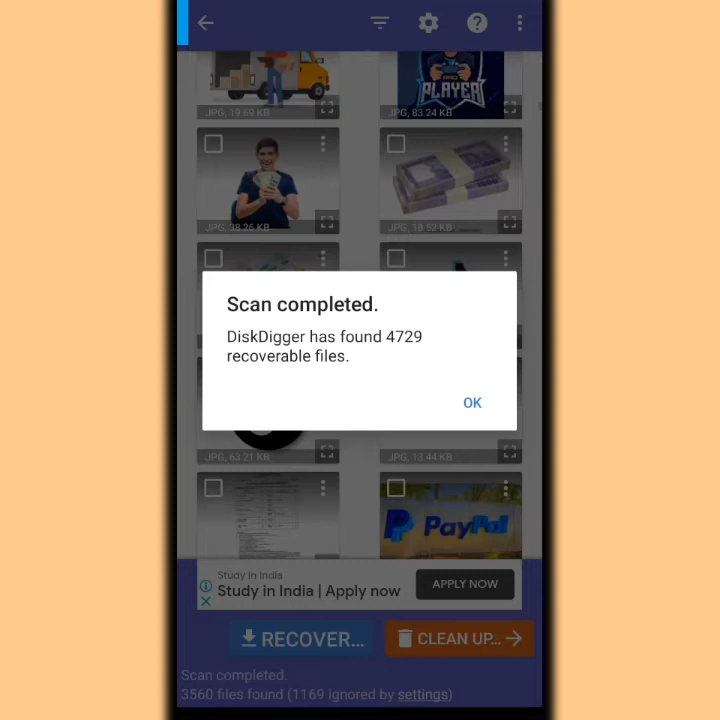 JPG, 19.69 KB
PRO
PLAYER
JPG, 83.24 KB
JPG, 38.26 KB
JPG, 18.52 KB
Scan completed.
DiskDigger has found 4729
recoverable files.
OK
JPG, 63.21 KB
JPG, 13.44 KB
PayPal
Study in India
Study in India | Apply now
APPLY NOW
RECOVER...
CLEAN UP...
Scan completed.
3560 files found (1169 ignored by settings)